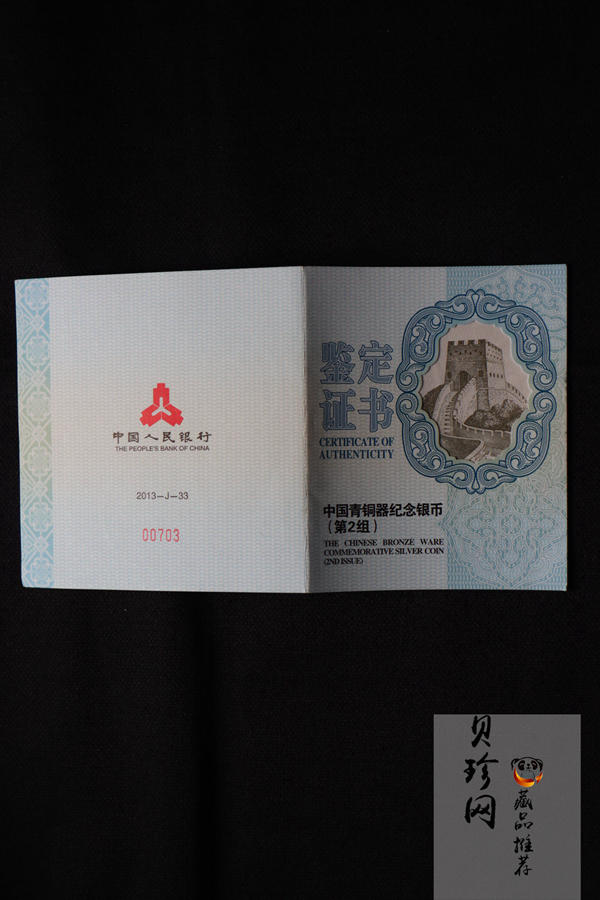 中国人民银行
THE PEOPLE'S BANK OF CHINA
2013-J-33
00703
鉴定
证书
CERTIFICATE OF
AUTHENTICITY
中国青铜器纪念银币
（第2组）
THE CHINESE BRONZE WARE
COMMEMORATIVE SILVER COIN
(2ND ISSUE)
贝珍网
藏品推荐